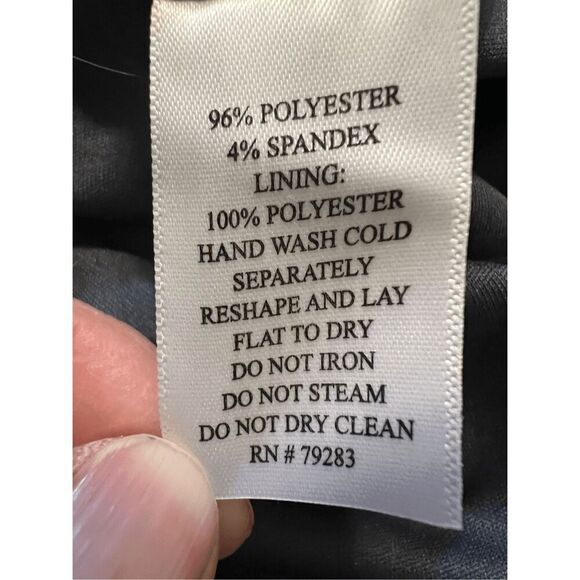 96% POLYESTER
4% SPANDEX
LINING:
100% POLYESTER
HAND WASH COLD
SEPARATELY
RESHAPE AND LAY
FLAT TO DRY
DO NOT IRON
DO NOT STEAM
DO NOT DRY CLEAN
RN # 79283